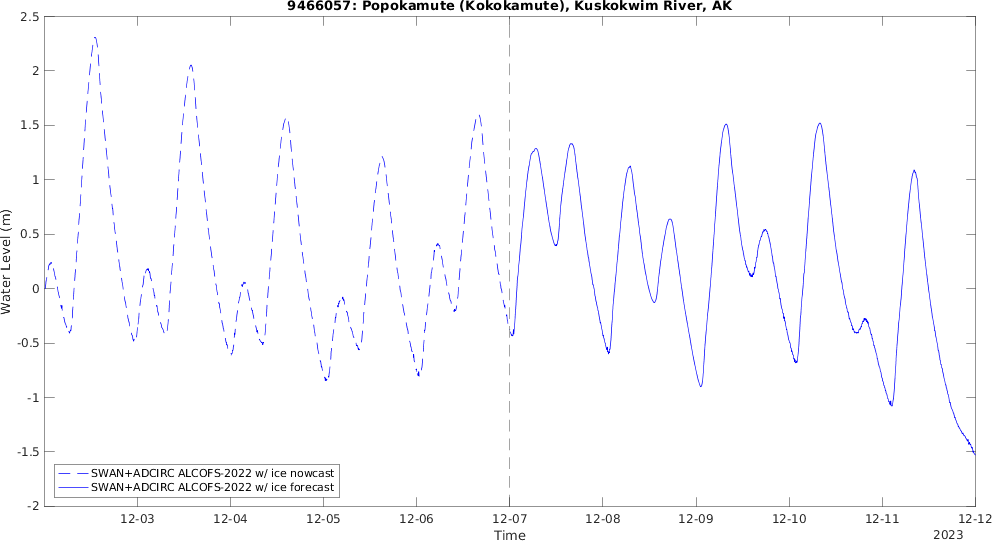 9466057: Popokamute (Kokokamute), Kuskokwim River, AK
2.5
2
1.5
1
0.5
0
-0.5
-1
-1.5
-2
Water Level (m)
SWAN+ADCIRC ALCOFS-2022 w/ ice nowcast
SWAN+ADCIRC ALCOFS-2022 w/ ice forecast
12-03 12-04 12-05 12-06 12-07 12-08 12-09 12-10 12-11 12-12
Time
2023